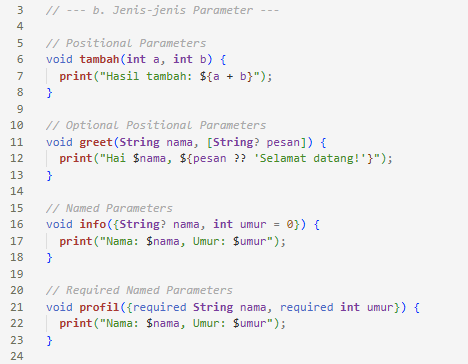 3 // --- b. Jenis-jenis Parameter ---
4
5 // Positional Parameters
6 void tambah(int a, int b) {
7   print("Hasil tambah: ${a + b}");
8 }
9
10 // Optional Positional Parameters
11 void greet(String nama, [String? pesan]) {
12   print("Hai $nama, ${pesan ?? 'Selamat datang!'}");
13 }
14
15 // Named Parameters
16 void info({String? nama, int umur = 0}) {
17   print("Nama: $nama, Umur: $umur");
18 }
19
20 // Required Named Parameters
21 void profil({required String nama, required int umur}) {
22   print("Nama: $nama, Umur: $umur");
23 }
24